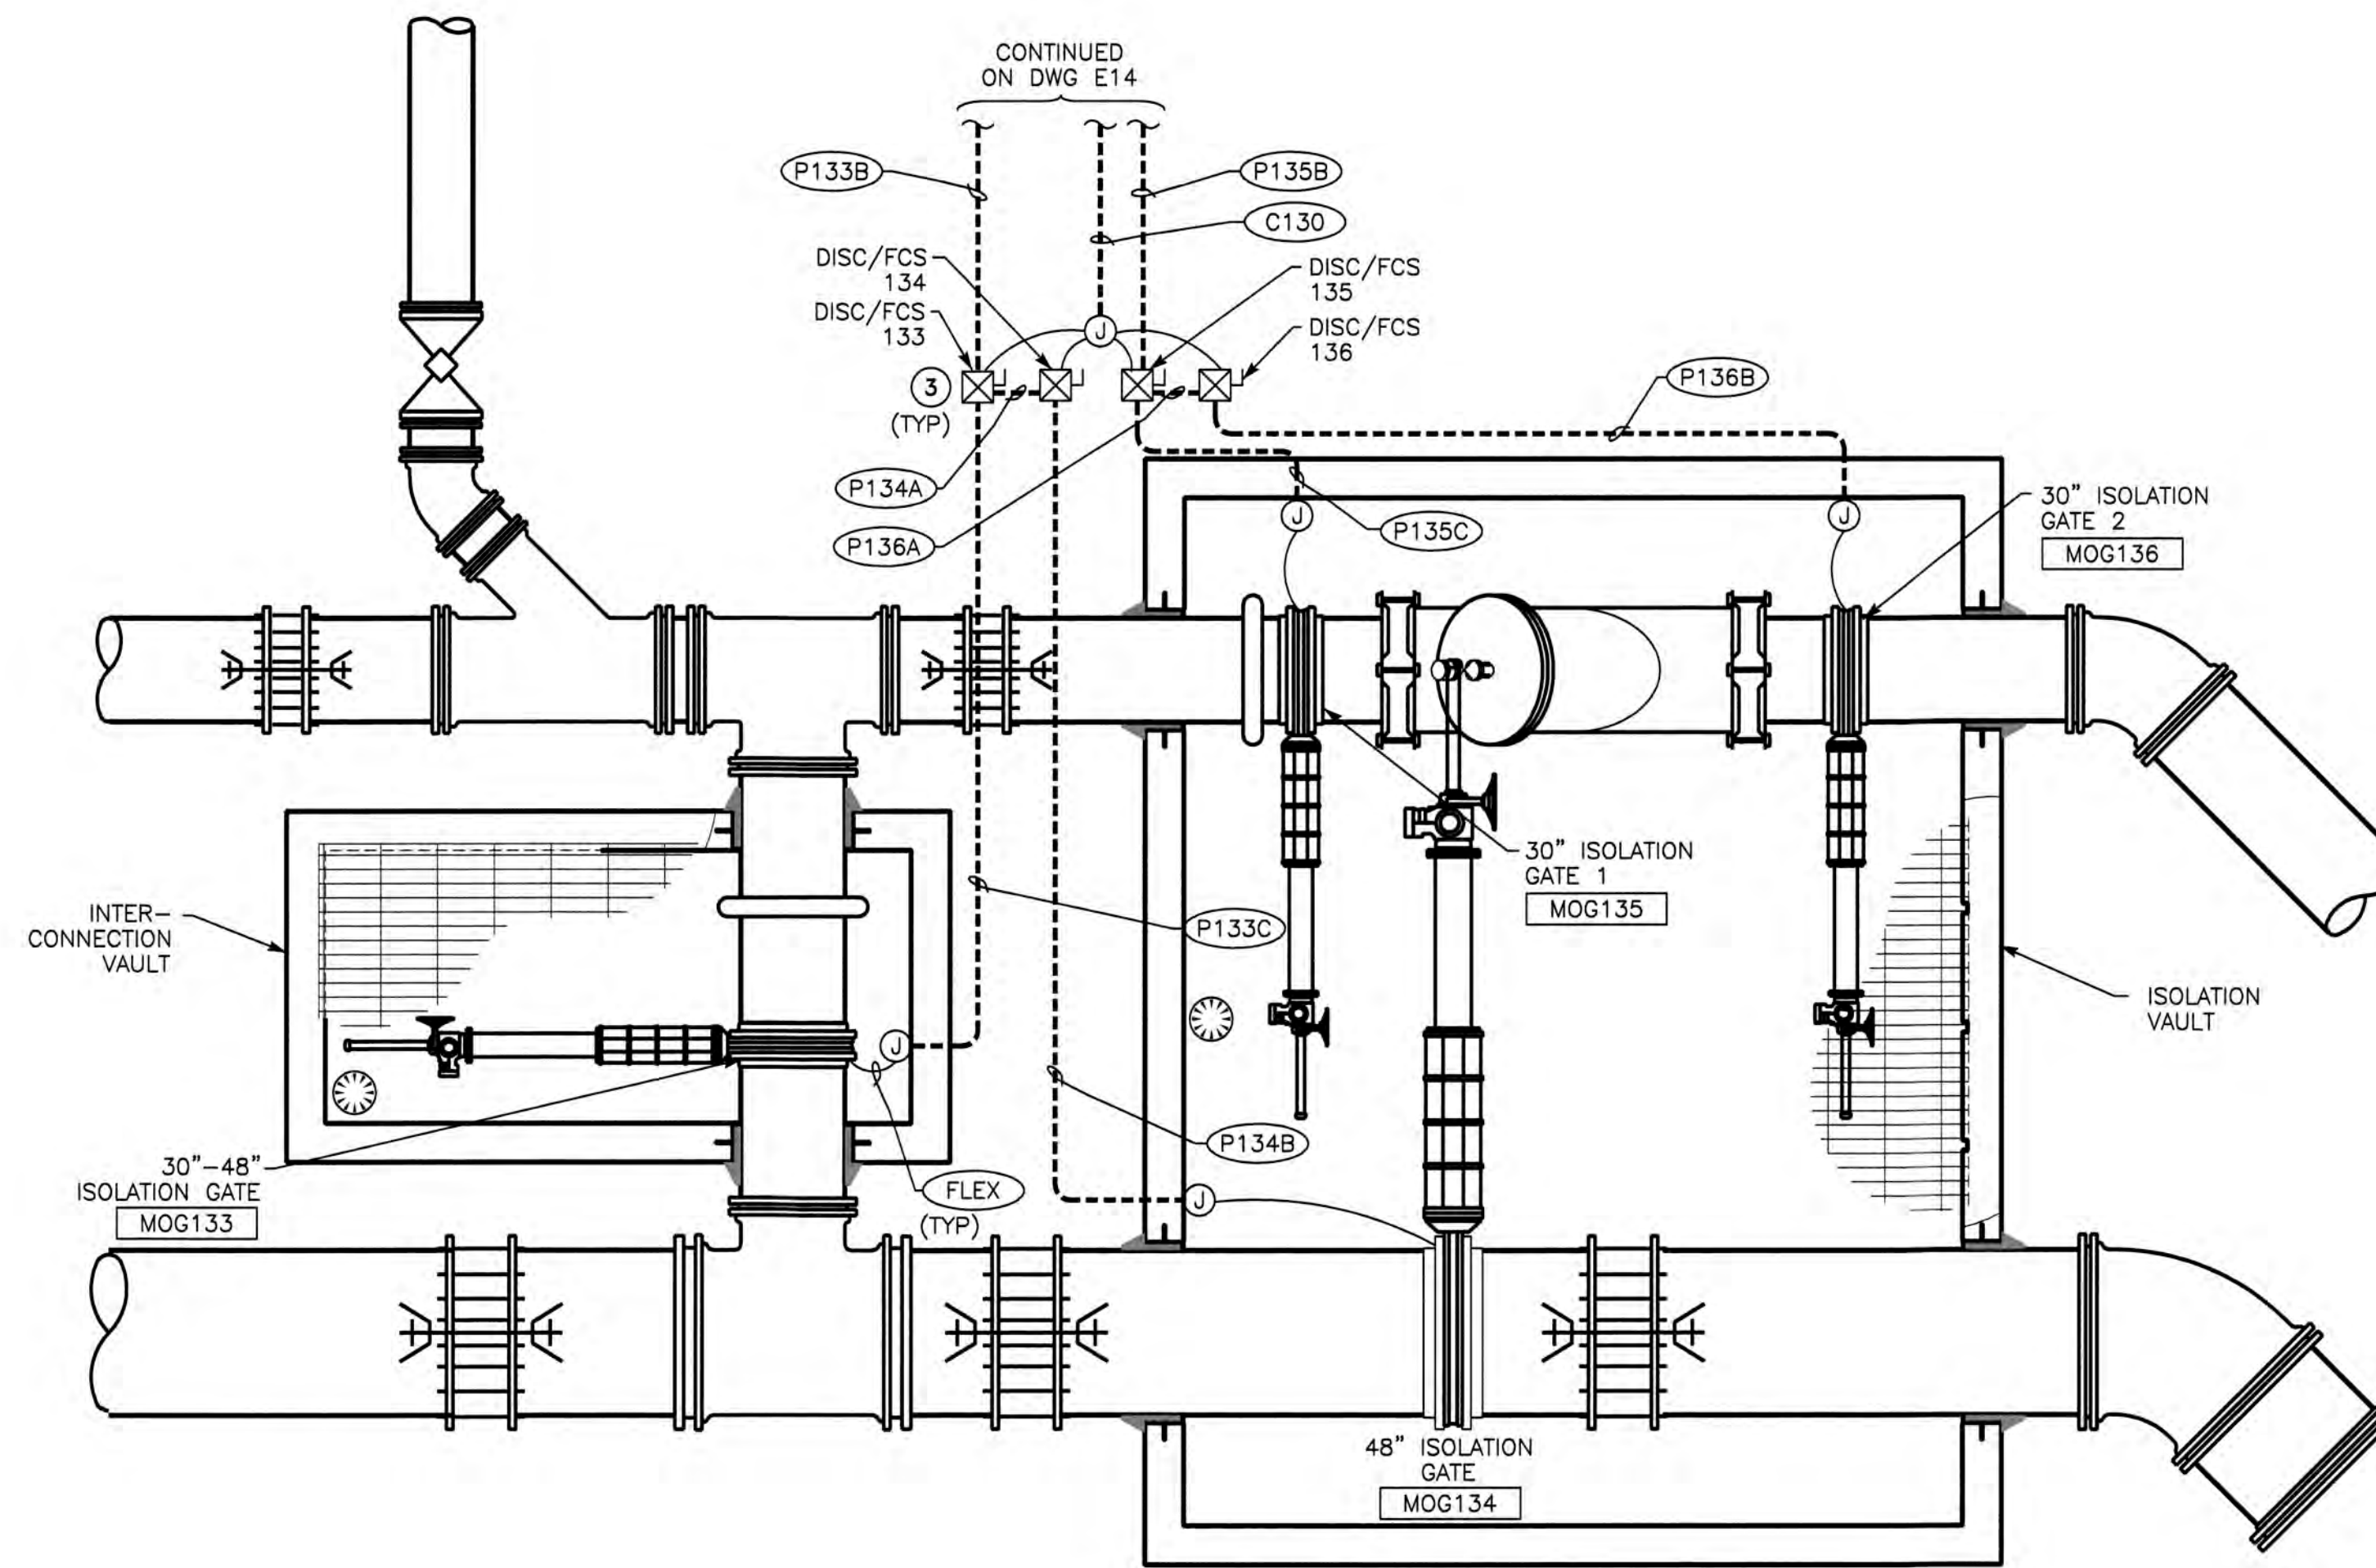 CONTINUED
ON DWG E14
P133B
P135B
C130
DISC/FCS
134
DISC/FCS
133
DISC/FCS
135
DISC/FCS
136
J
3
(TYP)
P136B
P134A
P136A
P135C
J
J
30" ISOLATION
GATE 2
MOG136
30" ISOLATION
GATE 1
MOG135
INTER-
CONNECTION
VAULT
P133C
ISOLATION
VAULT
J
P134B
30"-48"
ISOLATION GATE
MOG133
FLEX
(TYP)
J
48" ISOLATION
GATE
MOG134